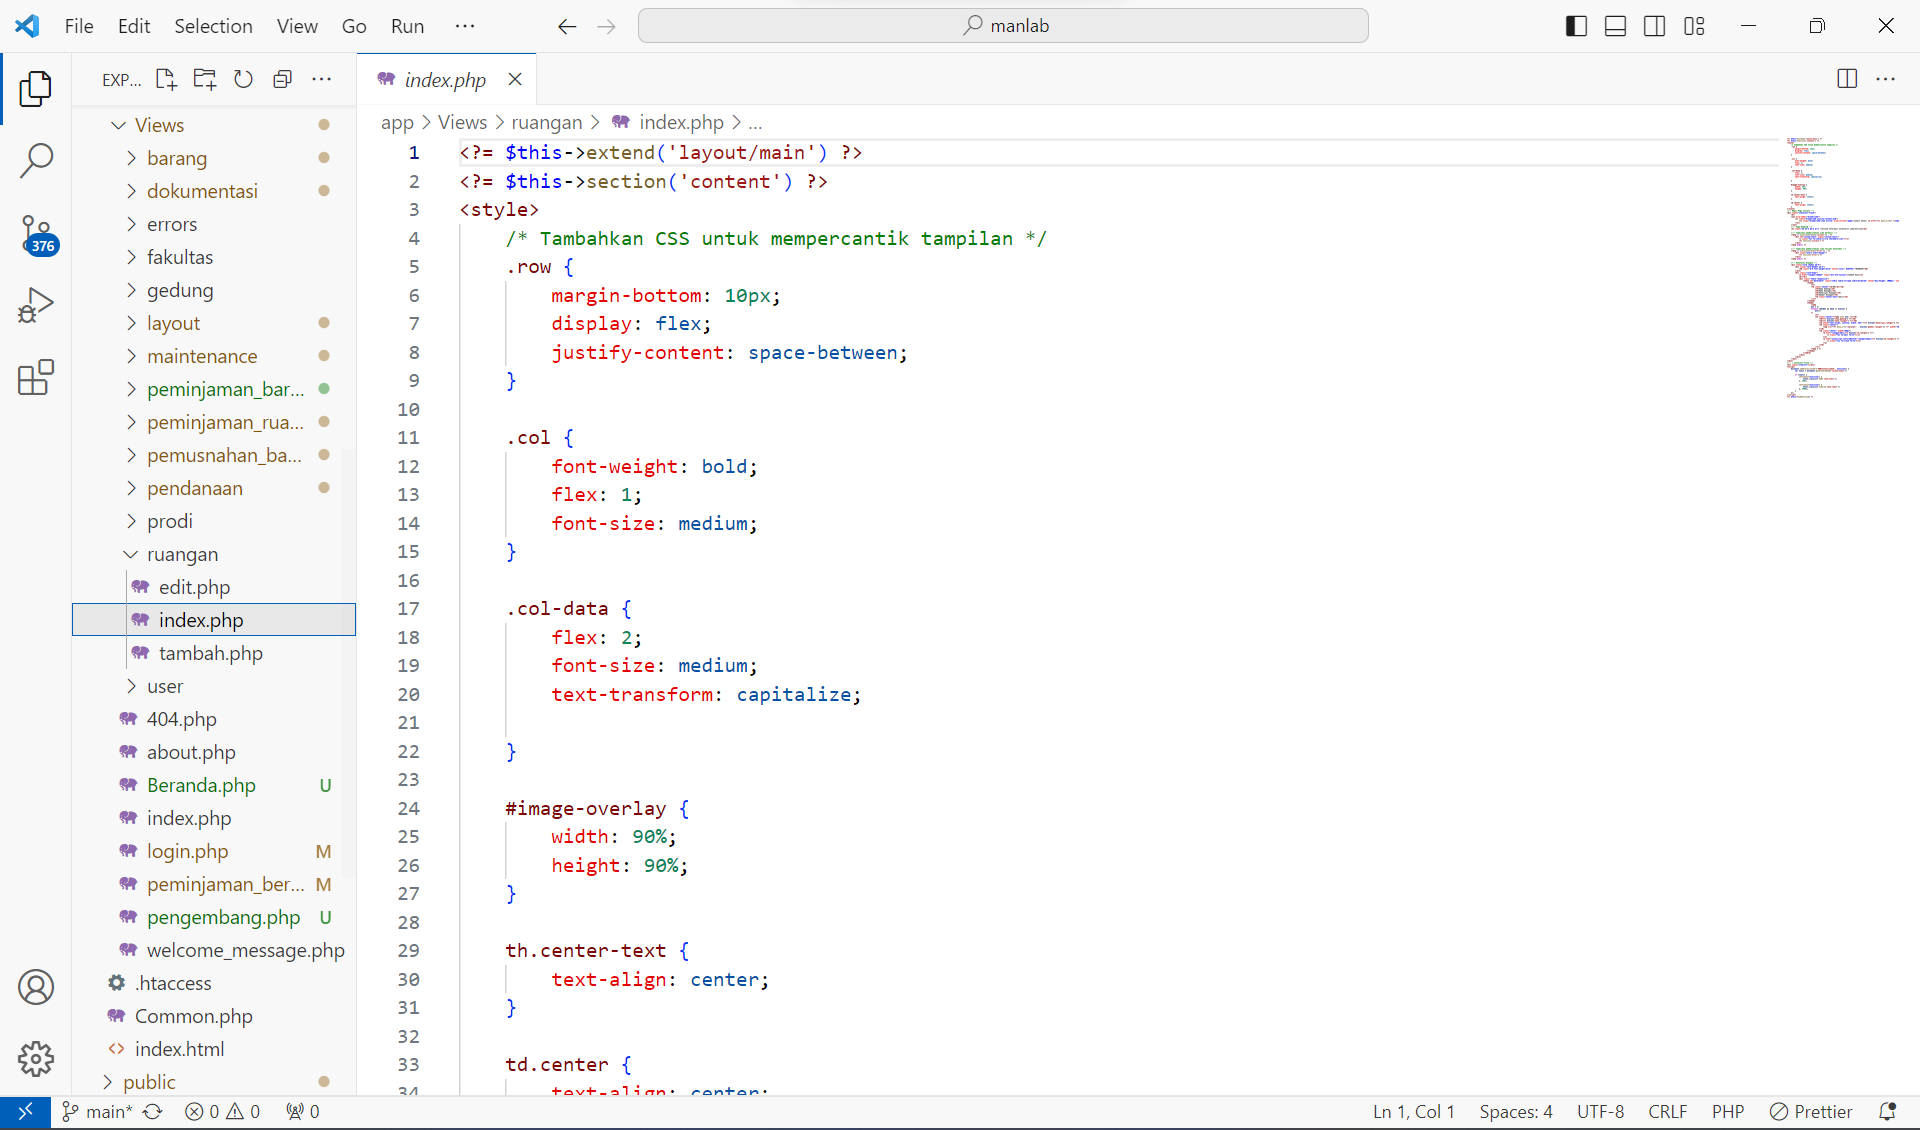 File Edit Selection View Go Run ... manlab
EXP...
index.php
Views
barang
dokumentasi
errors
fakultas
gedung
layout
maintenance
peminjaman_bar...
peminjaman_rua...
pemusnahan_ba...
pendanaan
prodi
ruangan
edit.php
index.php
tambah.php
user
404.php
about.php
Beranda.php U
index.php
login.php M
peminjaman_ber... M
pengembang.php U
welcome_message.php
.htaccess
Common.php
index.html
public
376
app > Views > ruangan > index.php > ...
1 <?= $this->extend('layout/main') ?>
2 <?= $this->section('content') ?>
3 <style>
4 /* Tambahkan CSS untuk mempercantik tampilan */
5 .row {
6 margin-bottom: 10px;
7 display: flex;
8 justify-content: space-between;
9 }
10
11 .col {
12 font-weight: bold;
13 flex: 1;
14 font-size: medium;
15 }
16
17 .col-data {
18 flex: 2;
19 font-size: medium;
20 text-transform: capitalize;
21
22 }
23
24 #image-overlay {
25 width: 90%;
26 height: 90%;
27 }
28
29 th.center-text {
30 text-align: center;
31 }
32
33 td.center {
34 text-align: center;
main* 0 0 0 Ln 1, Col 1 Spaces: 4 UTF-8 CRLF PHP Prettier